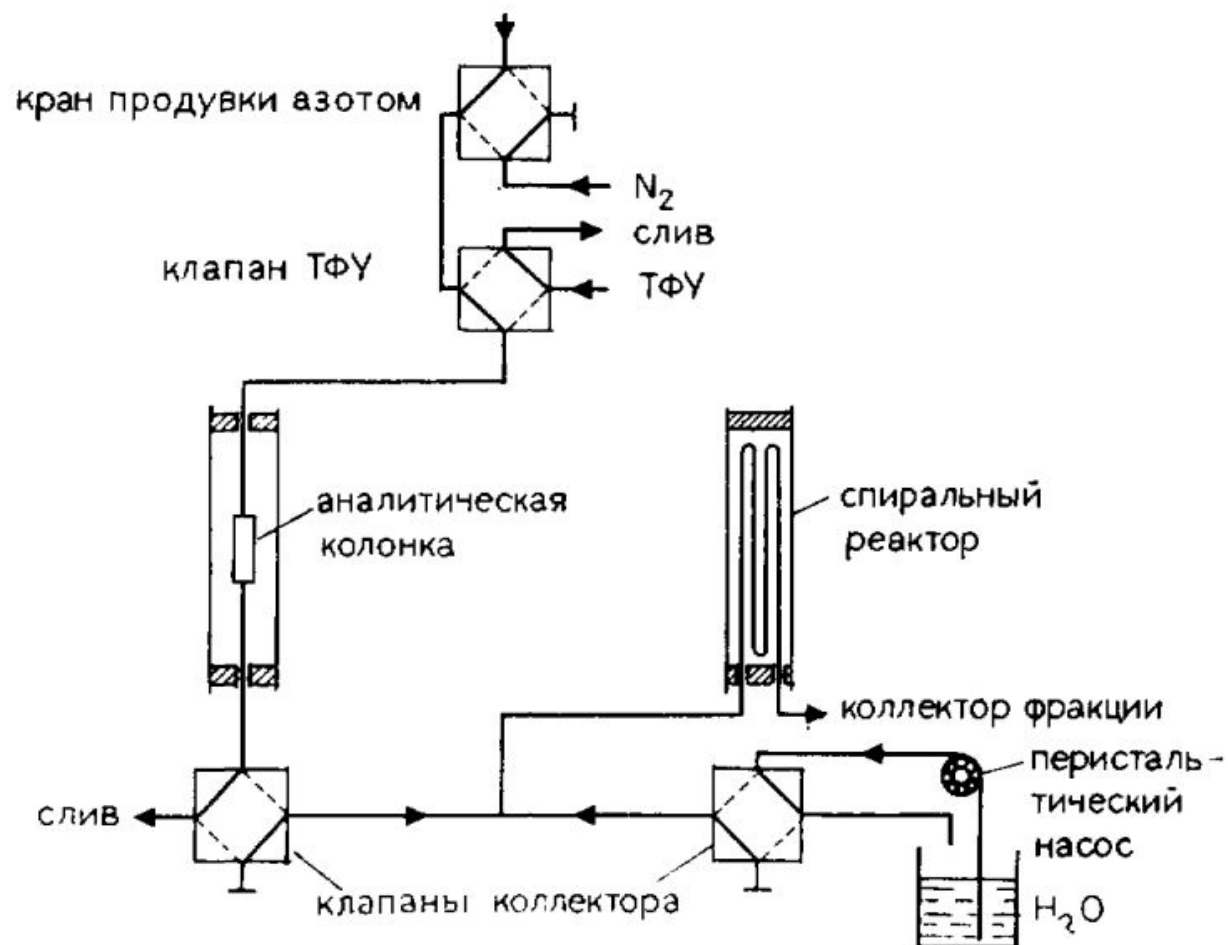 кран продувки азотом
N₂
слив
клапан ТФУ
ТФУ
аналитическая
колонка
спиральный
реактор
коллектор фракции
перисталь-
тический
насос
слив
клапаны коллектора
H₂O